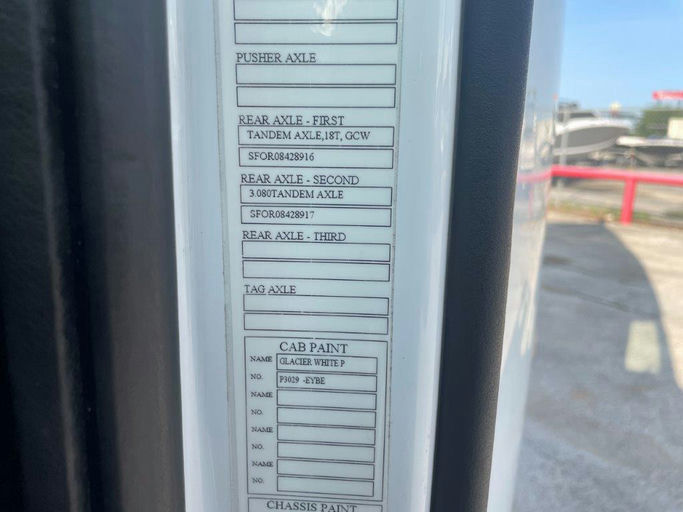 PUSHER AXLE
REAR AXLE - FIRST
TANDEM AXLE,18T, GCW
SFOR08428916
REAR AXLE - SECOND
3.080TANDEM AXLE
SFOR08428917
REAR AXLE - THIRD
TAG AXLE
CAB PAINT
NAME GLACIER WHITE P
NO. P3029 -EYBE
NAME
NO.
NAME
NO.
NAME
NO.
CHASSIS PAINT